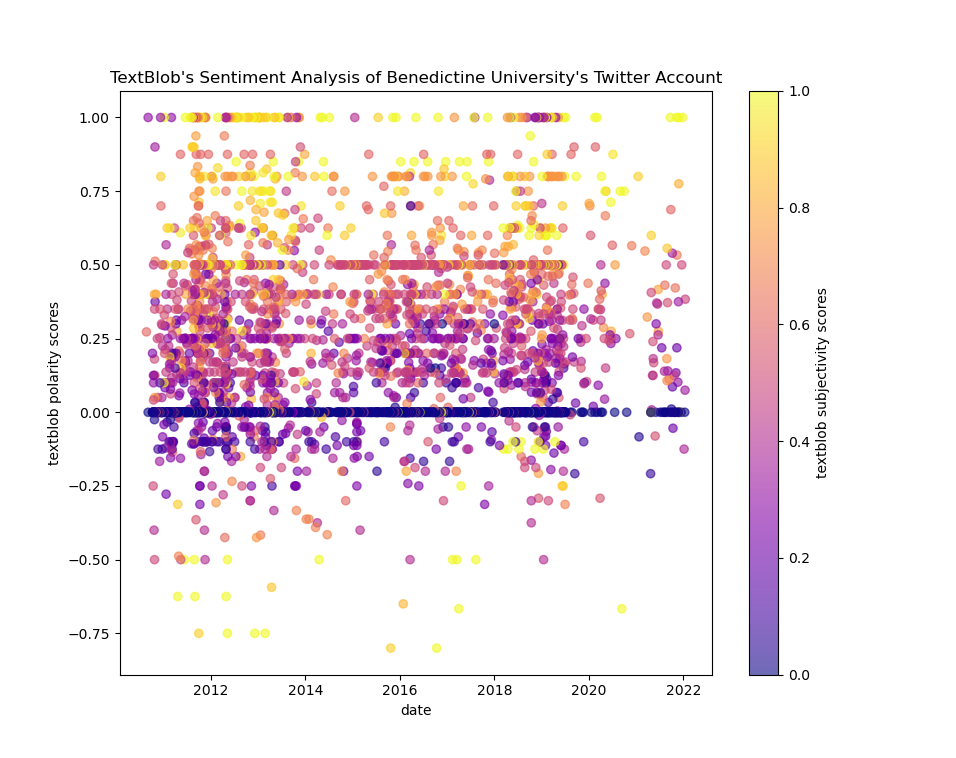 TextBlob's Sentiment Analysis of Benedictine University's Twitter Account
textblob polarity scores
1.00
0.75
0.50
0.25
0.00
−0.25
−0.50
−0.75
2012 2014 2016 2018 2020 2022
date
1.0
0.8
0.6
0.4
0.2
0.0
textblob subjectivity scores